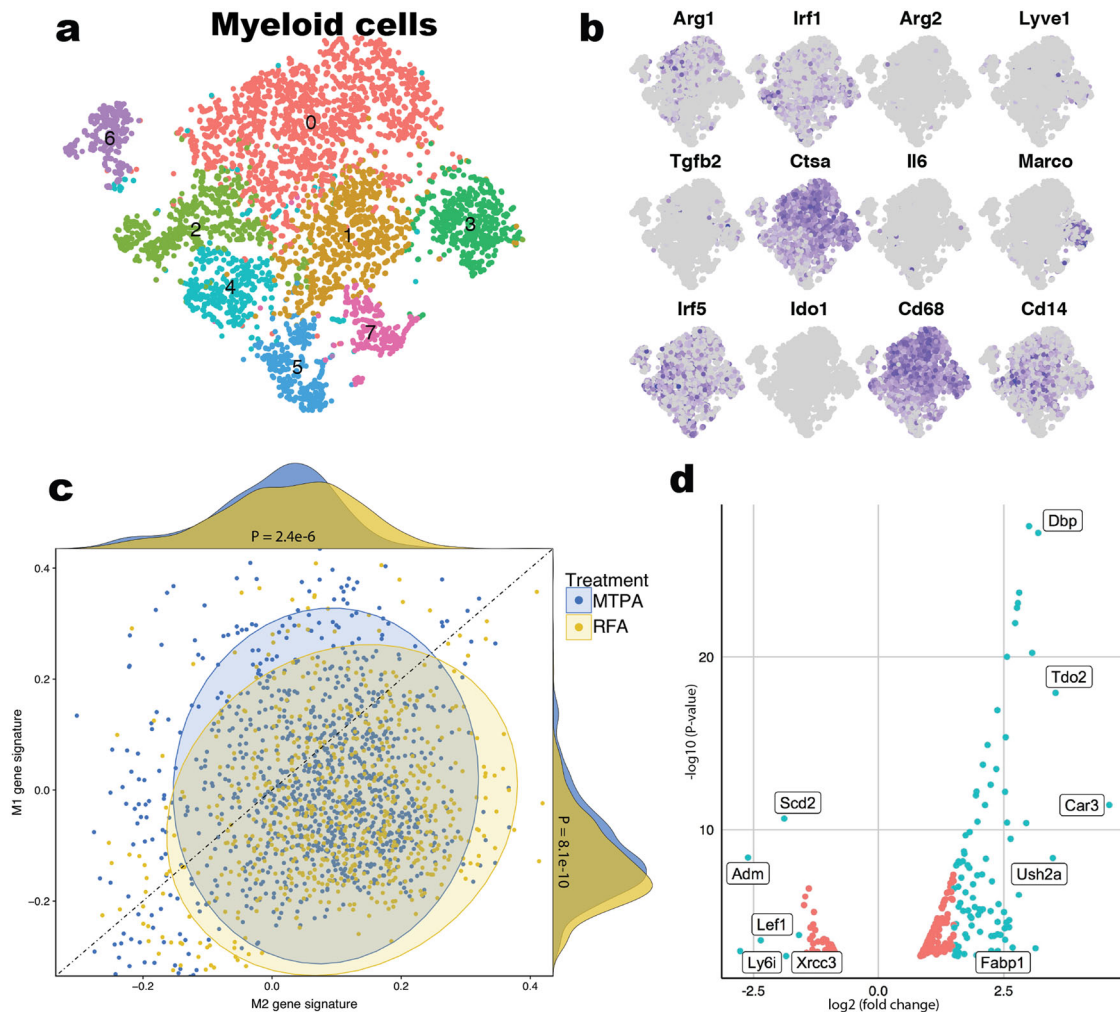 a
Myeloid cells
0
6
2
1
3
4
7
5
b
Arg1 Irf1 Arg2 Lyve1
Tgfb2 Ctsa Il6 Marco
Irf5 Ido1 Cd68 Cd14
c
P = 2.4e-6
P = 8.1e-10
Treatment
MTPA
RFA
M1 gene signature
0.4
0.2
0.0
−0.2
−0.2 0.0 0.2 0.4
M2 gene signature
d
-log10 (P-value)
20
10
Dbp
Tdo2
Scd2
Car3
Adm
Ush2a
Lef1
Ly6i Xrcc3 Fabp1
-2.5 0.0 2.5
log2 (fold change)